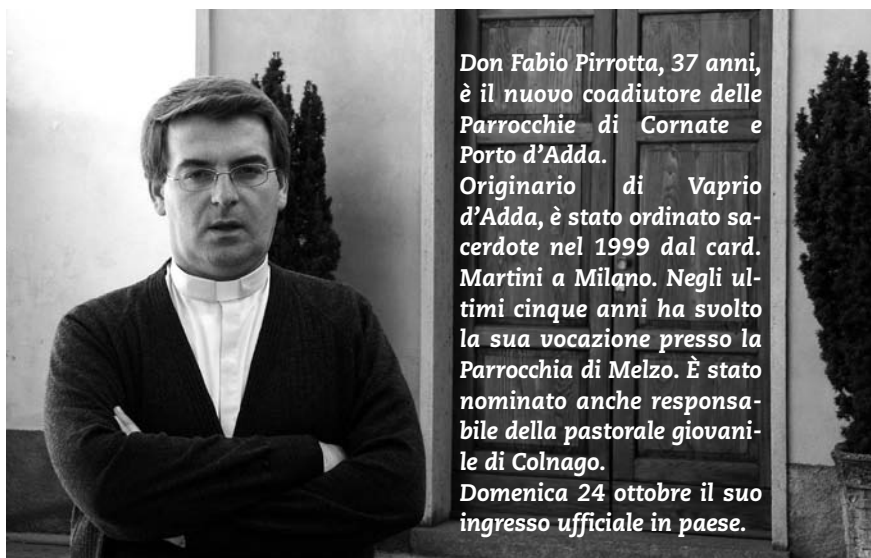 Don Fabio Pirrotta, 37 anni,
è il nuovo coadiutore delle
Parrocchie di Cornate e
Porto d'Adda.
Originario di Vaprio
d'Adda, è stato ordinato sa-
cerdote nel 1999 dal card.
Martini a Milano. Negli ul-
timi cinque anni ha svolto
la sua vocazione presso la
Parrocchia di Melzo. È stato
nominato anche responsa-
bile della pastorale giovani-
le di Colnago.
Domenica 24 ottobre il suo
ingresso ufficiale in paese.